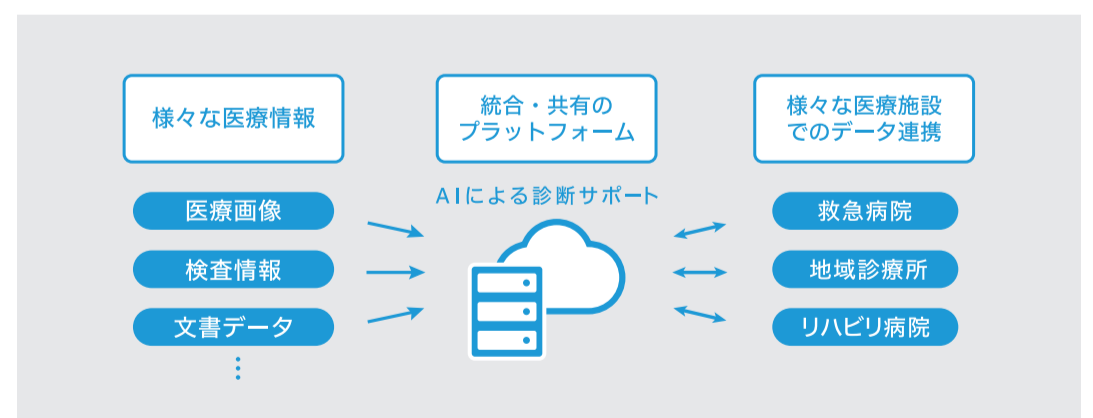 様々な医療情報
医療画像
検査情報
文書データ
統合・共有の
プラットフォーム
AIによる診断サポート
様々な医療施設
でのデータ連携
救急病院
地域診療所
リハビリ病院